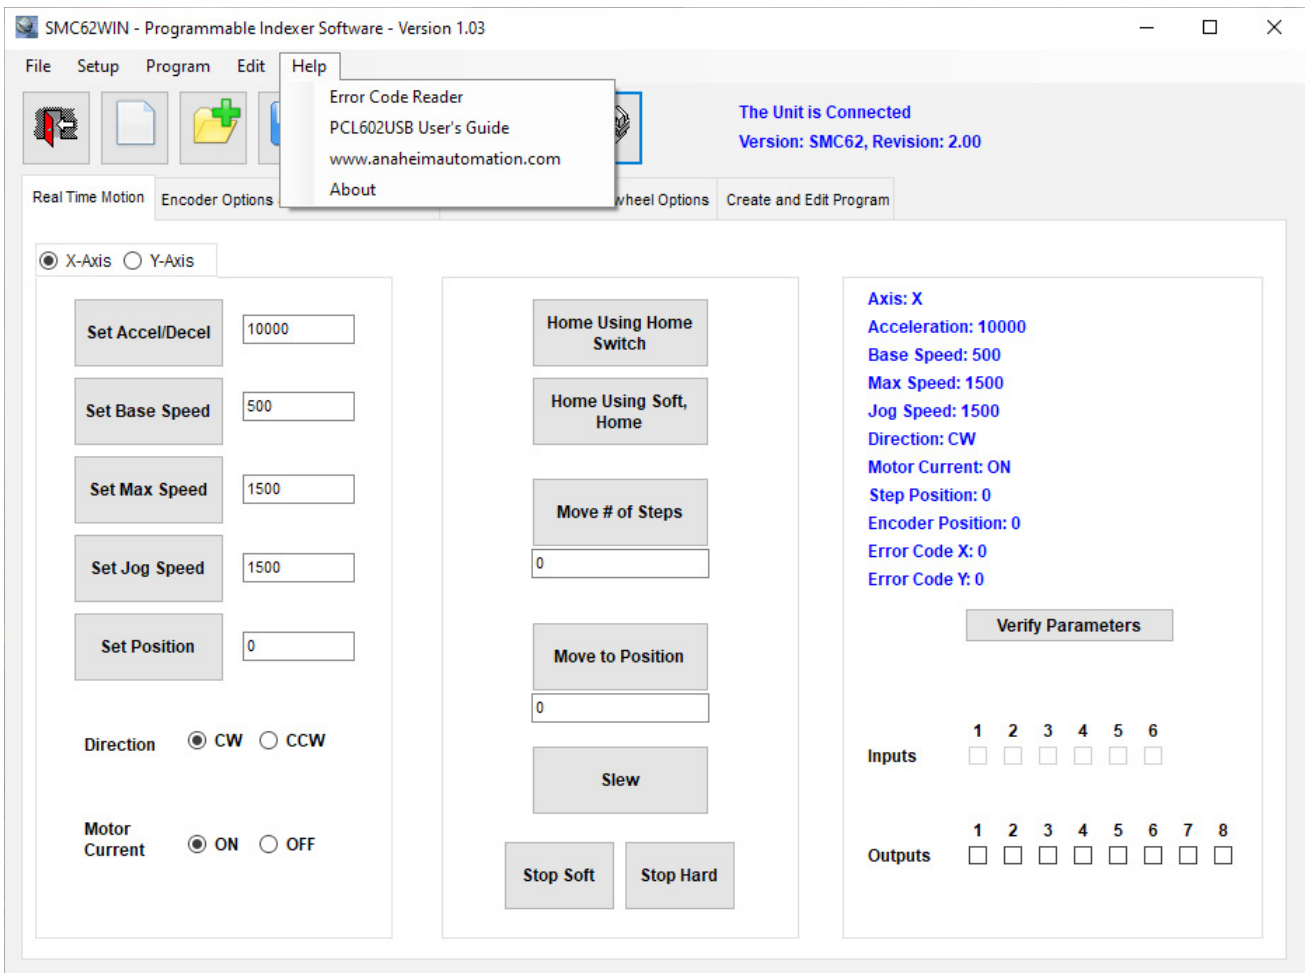 SMC62WIN - Programmable Indexer Software - Version 1.03
File Setup Program Edit Help
Error Code Reader
PCL602USB User's Guide
www.anaheimautomation.com
About
The Unit is Connected
Version: SMC62, Revision: 2.00
Real Time Motion Encoder Options wheel Options Create and Edit Program
X-Axis Y-Axis
Set Accel/Decel 10000
Set Base Speed 500
Set Max Speed 1500
Set Jog Speed 1500
Set Position 0
Direction CW CCW
Motor
Current ON OFF
Home Using Home
Switch
Home Using Soft,
Home
Move # of Steps
0
Move to Position
0
Slew
Stop Soft Stop Hard
Axis: X
Acceleration: 10000
Base Speed: 500
Max Speed: 1500
Jog Speed: 1500
Direction: CW
Motor Current: ON
Step Position: 0
Encoder Position: 0
Error Code X: 0
Error Code Y: 0
Verify Parameters
1 2 3 4 5 6
Inputs
1 2 3 4 5 6 7 8
Outputs